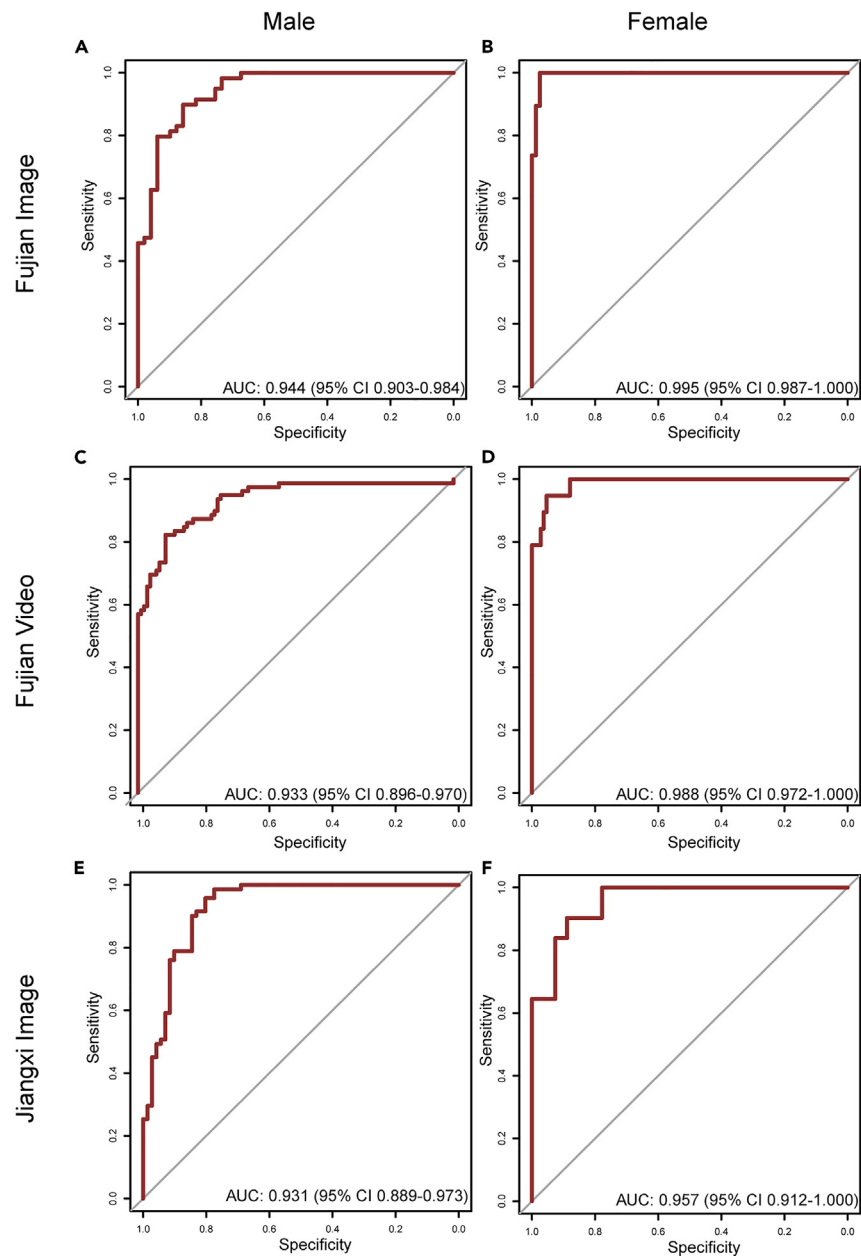 Male
Female
A
B
Fujian Image
Sensitivity
1.0
0.8
0.6
0.4
0.2
0.0
AUC: 0.944 (95% CI 0.903-0.984)
1.0
0.8
0.6
0.4
0.2
0.0
Specificity
Sensitivity
1.0
0.8
0.6
0.4
0.2
0.0
AUC: 0.995 (95% CI 0.987-1.000)
1.0
0.8
0.6
0.4
0.2
0.0
Specificity
C
D
Fujian Video
Sensitivity
1.0
0.8
0.6
0.4
0.2
0.0
AUC: 0.933 (95% CI 0.896-0.970)
1.0
0.8
0.6
0.4
0.2
0.0
Specificity
Sensitivity
1.0
0.8
0.6
0.4
0.2
0.0
AUC: 0.988 (95% CI 0.972-1.000)
1.0
0.8
0.6
0.4
0.2
0.0
Specificity
E
F
Jiangxi Image
Sensitivity
1.0
0.8
0.6
0.4
0.2
0.0
AUC: 0.931 (95% CI 0.889-0.973)
1.0
0.8
0.6
0.4
0.2
0.0
Specificity
Sensitivity
1.0
0.8
0.6
0.4
0.2
0.0
AUC: 0.957 (95% CI 0.912-1.000)
1.0
0.8
0.6
0.4
0.2
0.0
Specificity